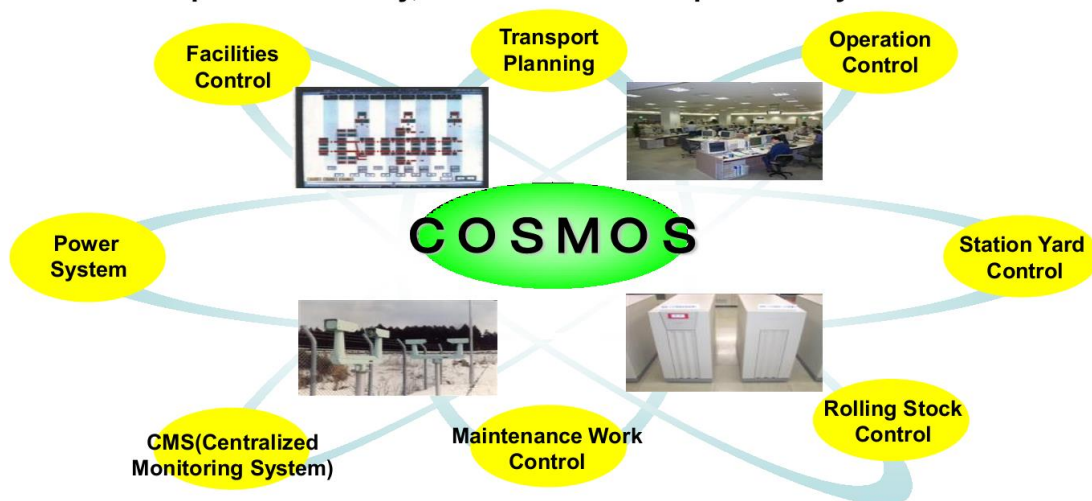 Facilities
Control
Transport
Planning
Operation
Control
COSMOS
Power
System
Station Yard
Control
CMS(Centralized
Monitoring System)
Maintenance Work
Control
Rolling Stock
Control